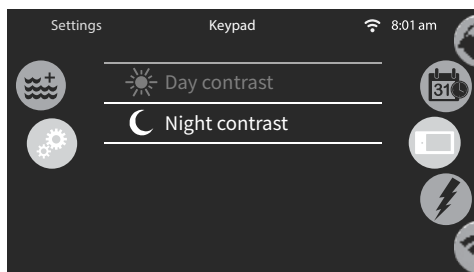 Settings
Keypad
8:01 am
Day contrast
31
Night contrast